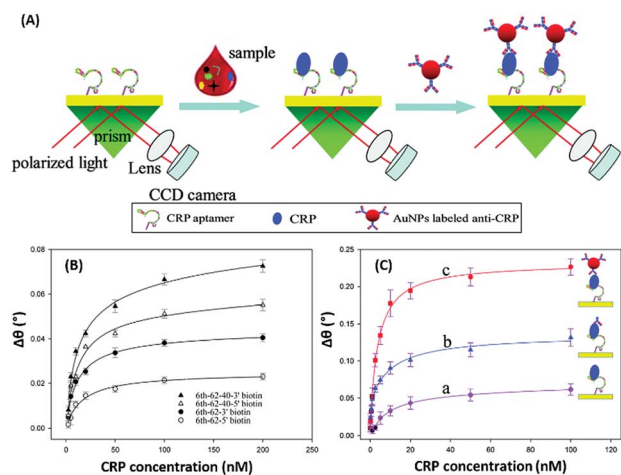 (A)
sample
prism
polarized light
Lens
CCD camera
CRP aptamer
CRP
AuNPs labeled anti-CRP
(B)
0.08
0.06
0.04
0.02
0.00
Δθ (°)
6th-62-40-3' biotin
6th-62-40-5' biotin
6th-62-3' biotin
6th-62-5' biotin
0 50 100 150 200 250
CRP concentration (nM)
(C)
0.25
0.20
0.15
0.10
0.05
0.00
Δθ (°)
c
b
a
0 20 40 60 80 100 120
CRP concentration (nM)